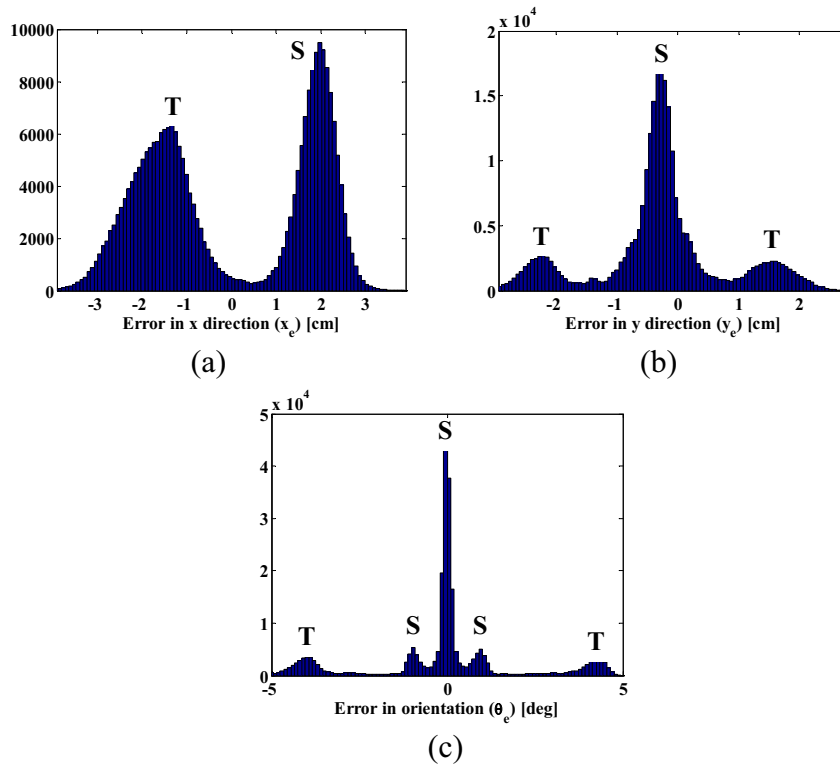 10000
8000
6000
4000
2000
0
T
S
-3 -2 -1 0 1 2 3
Error in x direction (x_e) [cm]
(a)
x 10^4
2
1.5
1
0.5
0
S
T T
-2 -1 0 1 2
Error in y direction (y_e) [cm]
(b)
x 10^4
5
4
3
2
1
0
S
T S S T
-5 0 5
Error in orientation (θ_e) [deg]
(c)